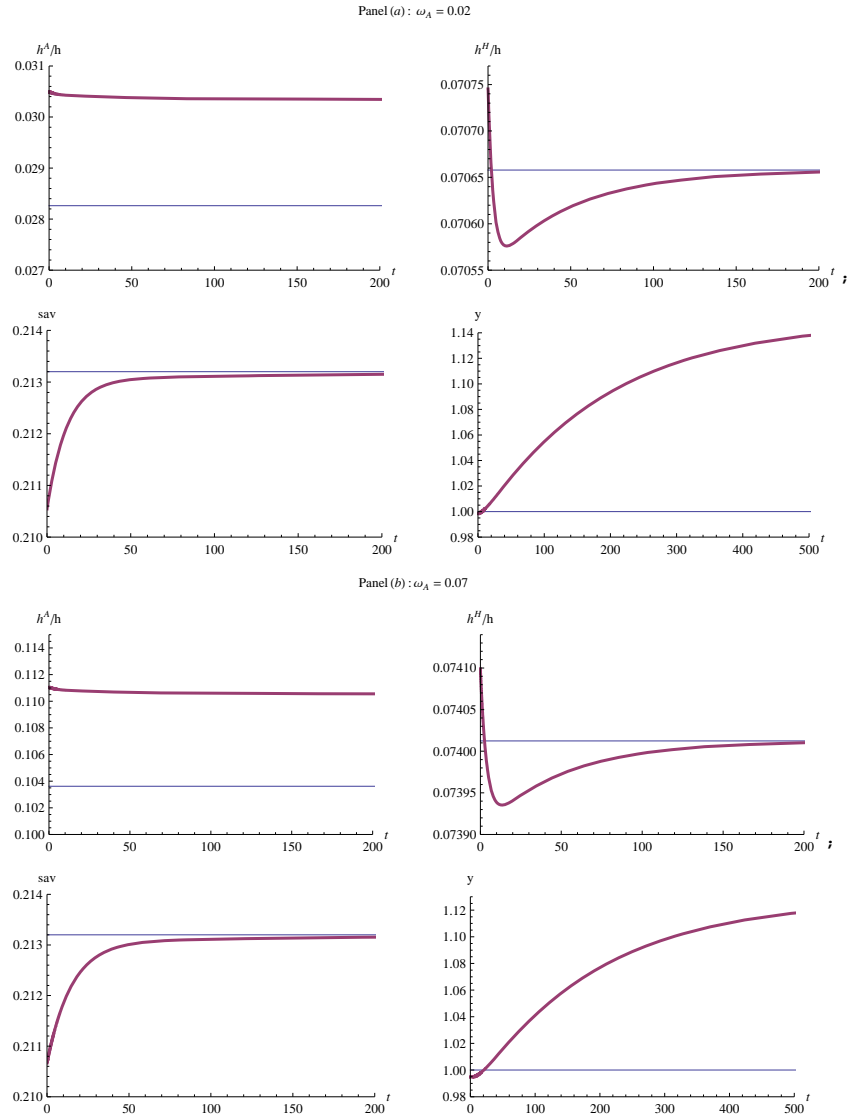 Panel (a) : ω_A = 0.02
h^A/h
0.031
0.030
0.029
0.028
0.027
0 50 100 150 200
t
h^H/h
0.07075
0.07070
0.07065
0.07060
0.07055
0 50 100 150 200
t
;
sav
0.214
0.213
0.212
0.211
0.210
0 50 100 150 200
t
y
1.14
1.12
1.10
1.08
1.06
1.04
1.02
1.00
0.98
0 100 200 300 400 500
t
Panel (b) : ω_A = 0.07
h^A/h
0.114
0.112
0.110
0.108
0.106
0.104
0.102
0.100
0 50 100 150 200
t
h^H/h
0.07410
0.07405
0.07400
0.07395
0.07390
0 50 100 150 200
t
;
sav
0.214
0.213
0.212
0.211
0.210
0 50 100 150 200
t
y
1.12
1.10
1.08
1.06
1.04
1.02
1.00
0.98
0 100 200 300 400 500
t